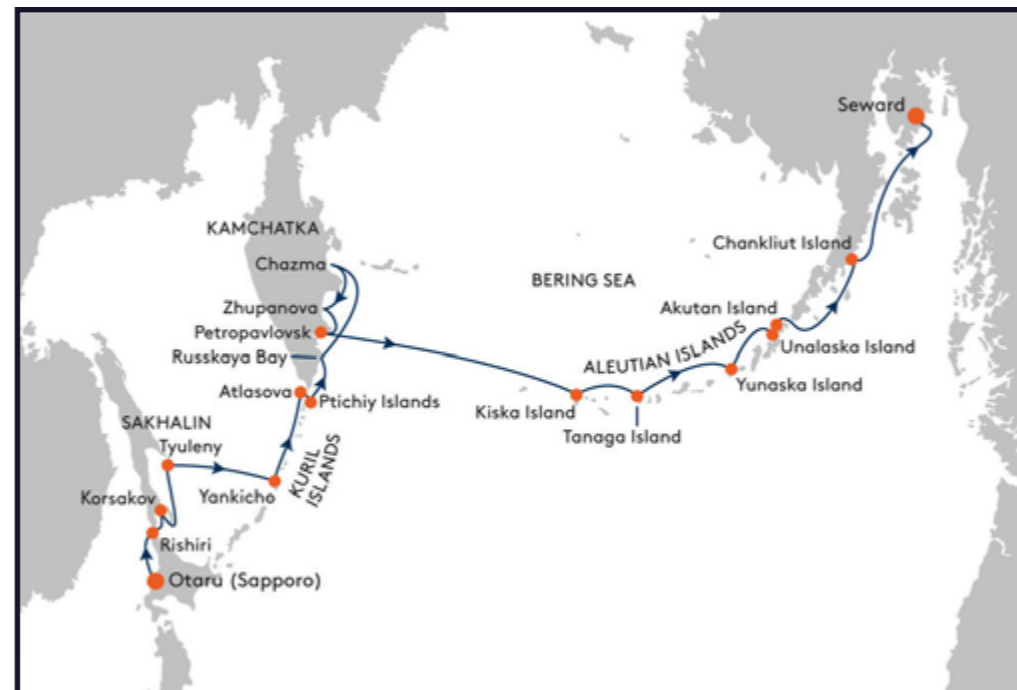 Seward
KAMCHATKA
Chankliut Island
Chazma
BERING SEA
Zhupanova
Akutan Island
Petropavlovsk
Unalaska Island
Russkaya Bay
ALEUTIAN ISLANDS
Yunaska Island
Atlasova
Ptichiy Islands
Kiska Island
Tanaga Island
SAKHALIN
Tyuleny
KURIL
ISLANDS
Yankicho
Korsakov
Rishiri
Otaru (Sapporo)